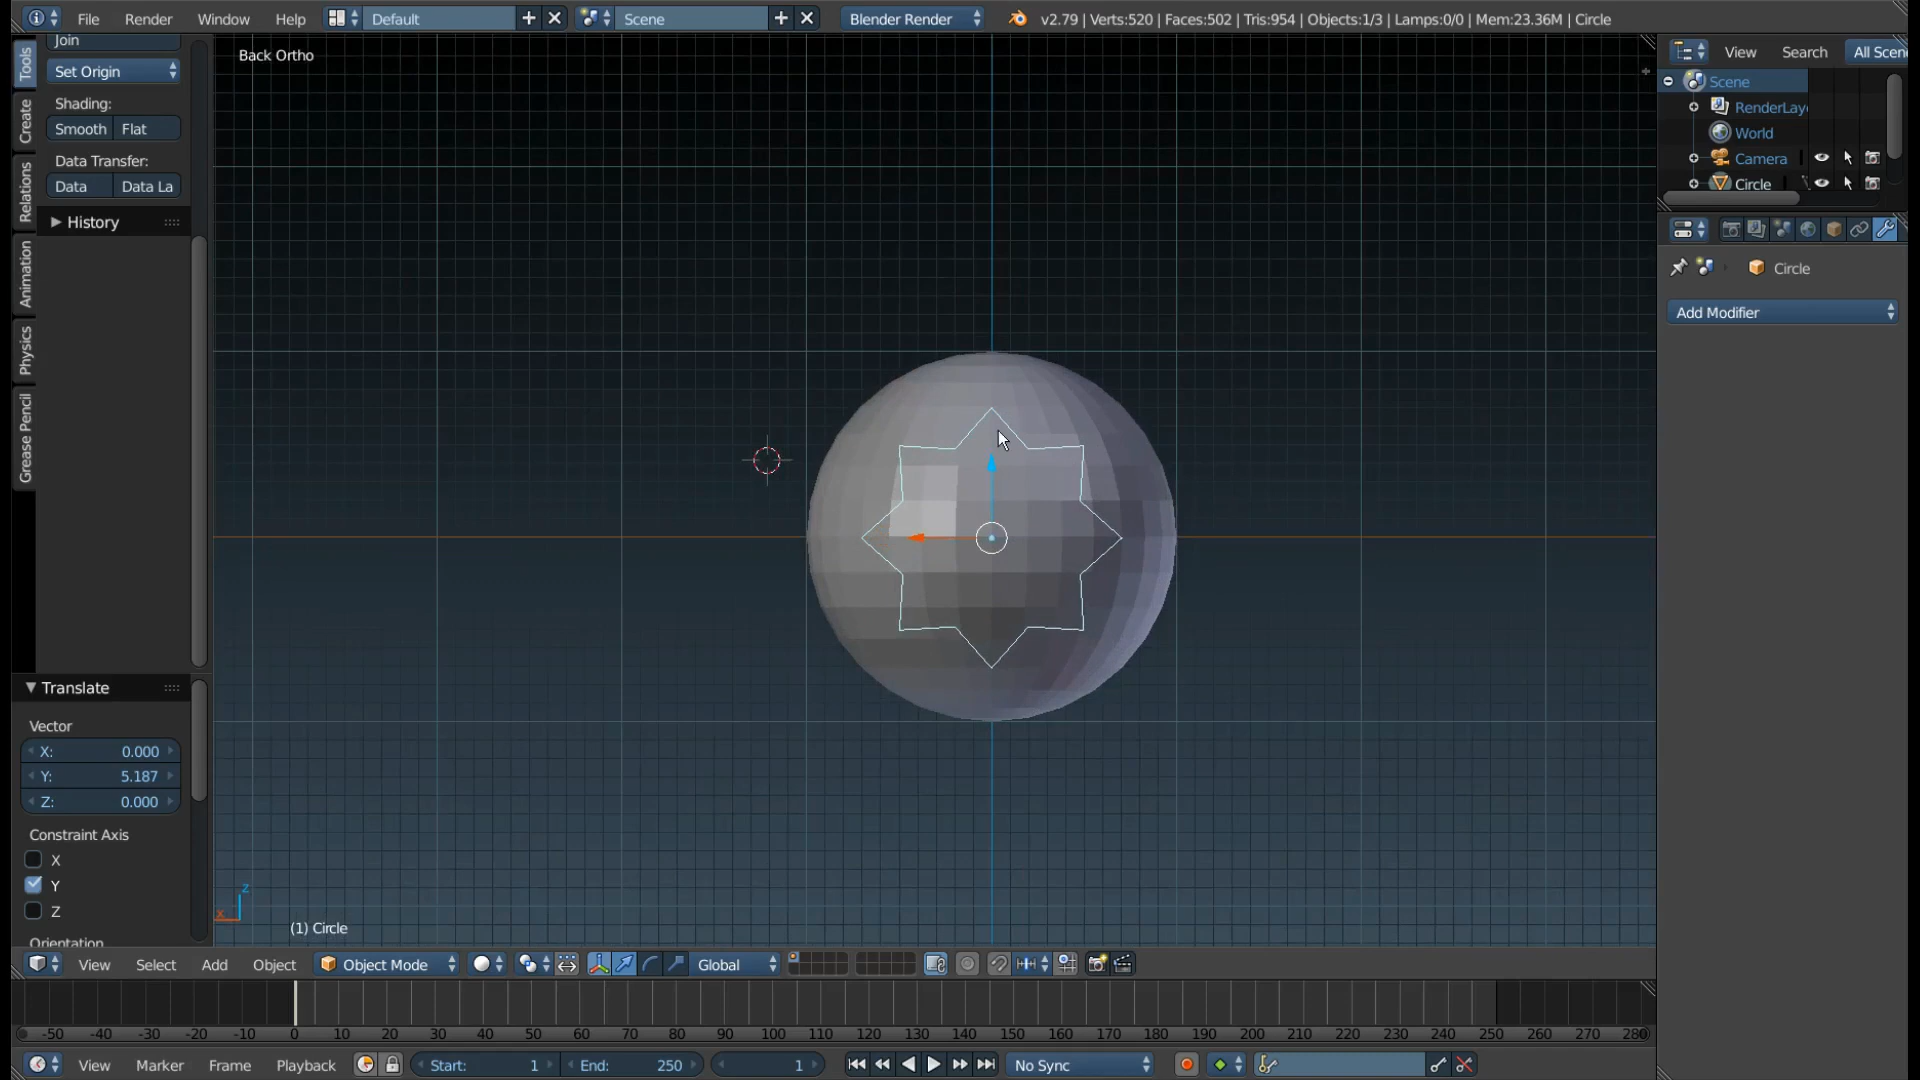 File Render Window Help Default Scene Blender Render v2.79 | Verts:520 | Faces:502 | Tris:954 | Objects:1/3 | Lamps:0/0 | Mem:23.36M | Circle
Join
Set Origin
Shading:
Smooth Flat
Data Transfer:
Data Data La
History
Tools
Create
Relations
Animation
Physics
Grease Pencil
Back Ortho
Translate
Vector
X: 0.000
Y: 5.187
Z: 0.000
Constraint Axis
X
Y
Z
Orientation
z
x
(1) Circle
View Search All Scen
Scene
RenderLay
World
Camera
Circle
Circle
Add Modifier
View Select Add Object Object Mode Global
-50 -40 -30 -20 -10 0 10 20 30 40 50 60 70 80 90 100 110 120 130 140 150 160 170 180 190 200 210 220 230 240 250 260 270 280
View Marker Frame Playback Start: 1 End: 250 1 No Sync